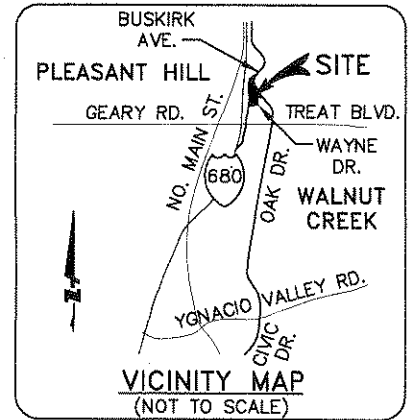 BUSKIRK
AVE.
PLEASANT HILL
SITE
GEARY RD.
NO. MAIN ST.
TREAT BLVD.
WAYNE
DR.
680
OAK DR.
WALNUT
CREEK
N
YGNACIO VALLEY RD.
CIVIC
DR.
VICINITY MAP
(NOT TO SCALE)